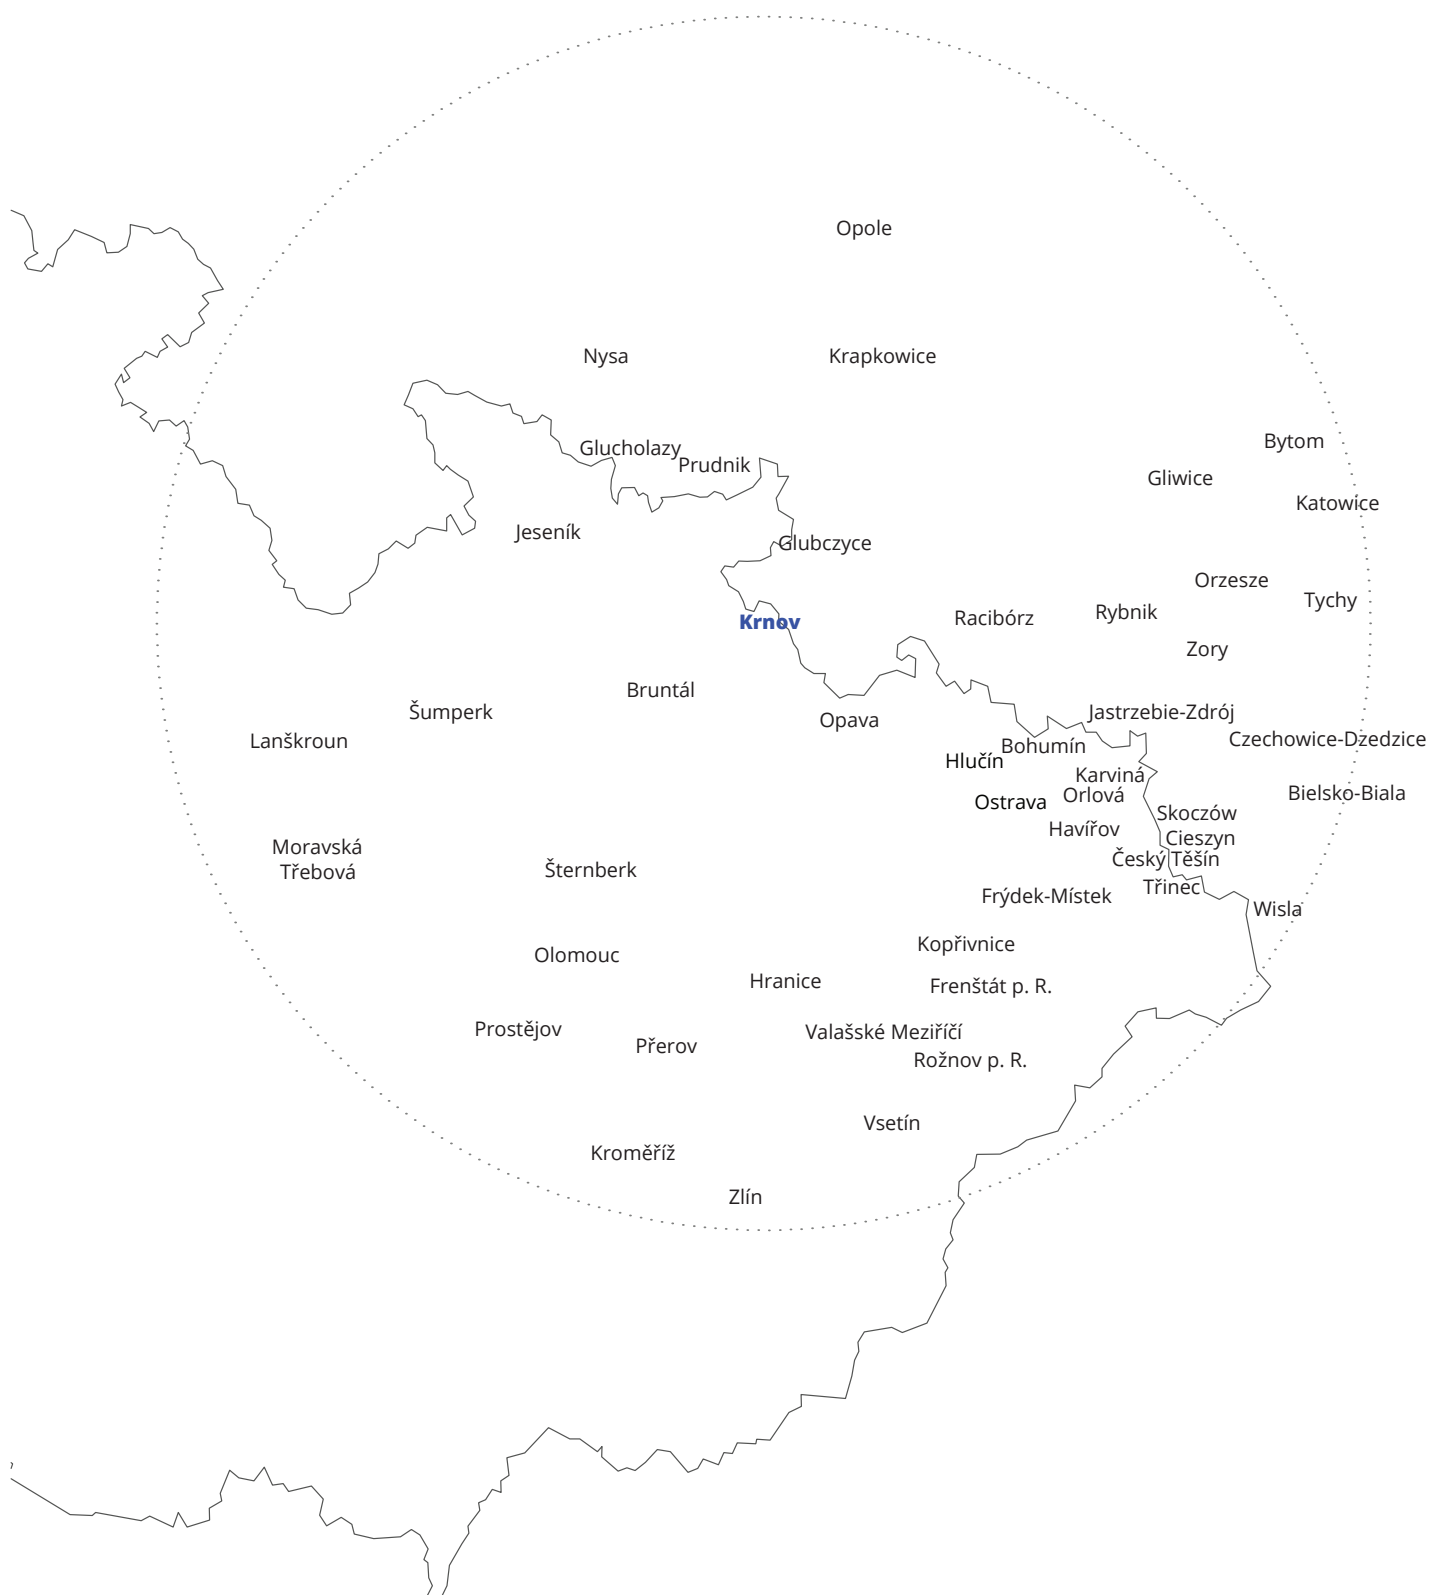 Opole
Nysa
Krapkowice
Bytom
Glucholazy
Prudnik
Gliwice
Katowice
Jeseník
Glubczyce
Orzesze
Tychy
Rybnik
Racibórz
Krnov
Zory
Bruntál
Šumperk
Jastrzebie-Zdrój
Opava
Czechowice-Dzedzice
Lanškroun
Bohumín
Hlučín
Karviná
Bielsko-Biala
Orlová
Ostrava
Skoczów
Havířov
Cieszyn
Moravská
Třebová
Český Těšín
Šternberk
Třinec
Frýdek-Místek
Wisla
Kopřivnice
Olomouc
Hranice
Frenštát p. R.
Prostějov
Valašské Meziříčí
Přerov
Rožnov p. R.
Vsetín
Kroměříž
Zlín